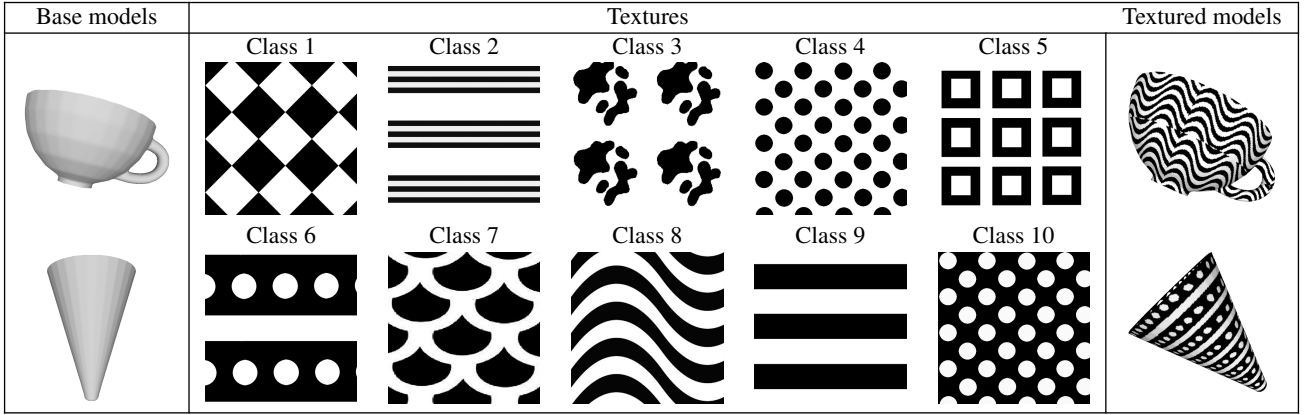 Base models Textures Textured models
Class 1 Class 2 Class 3 Class 4 Class 5
Class 6 Class 7 Class 8 Class 9 Class 10